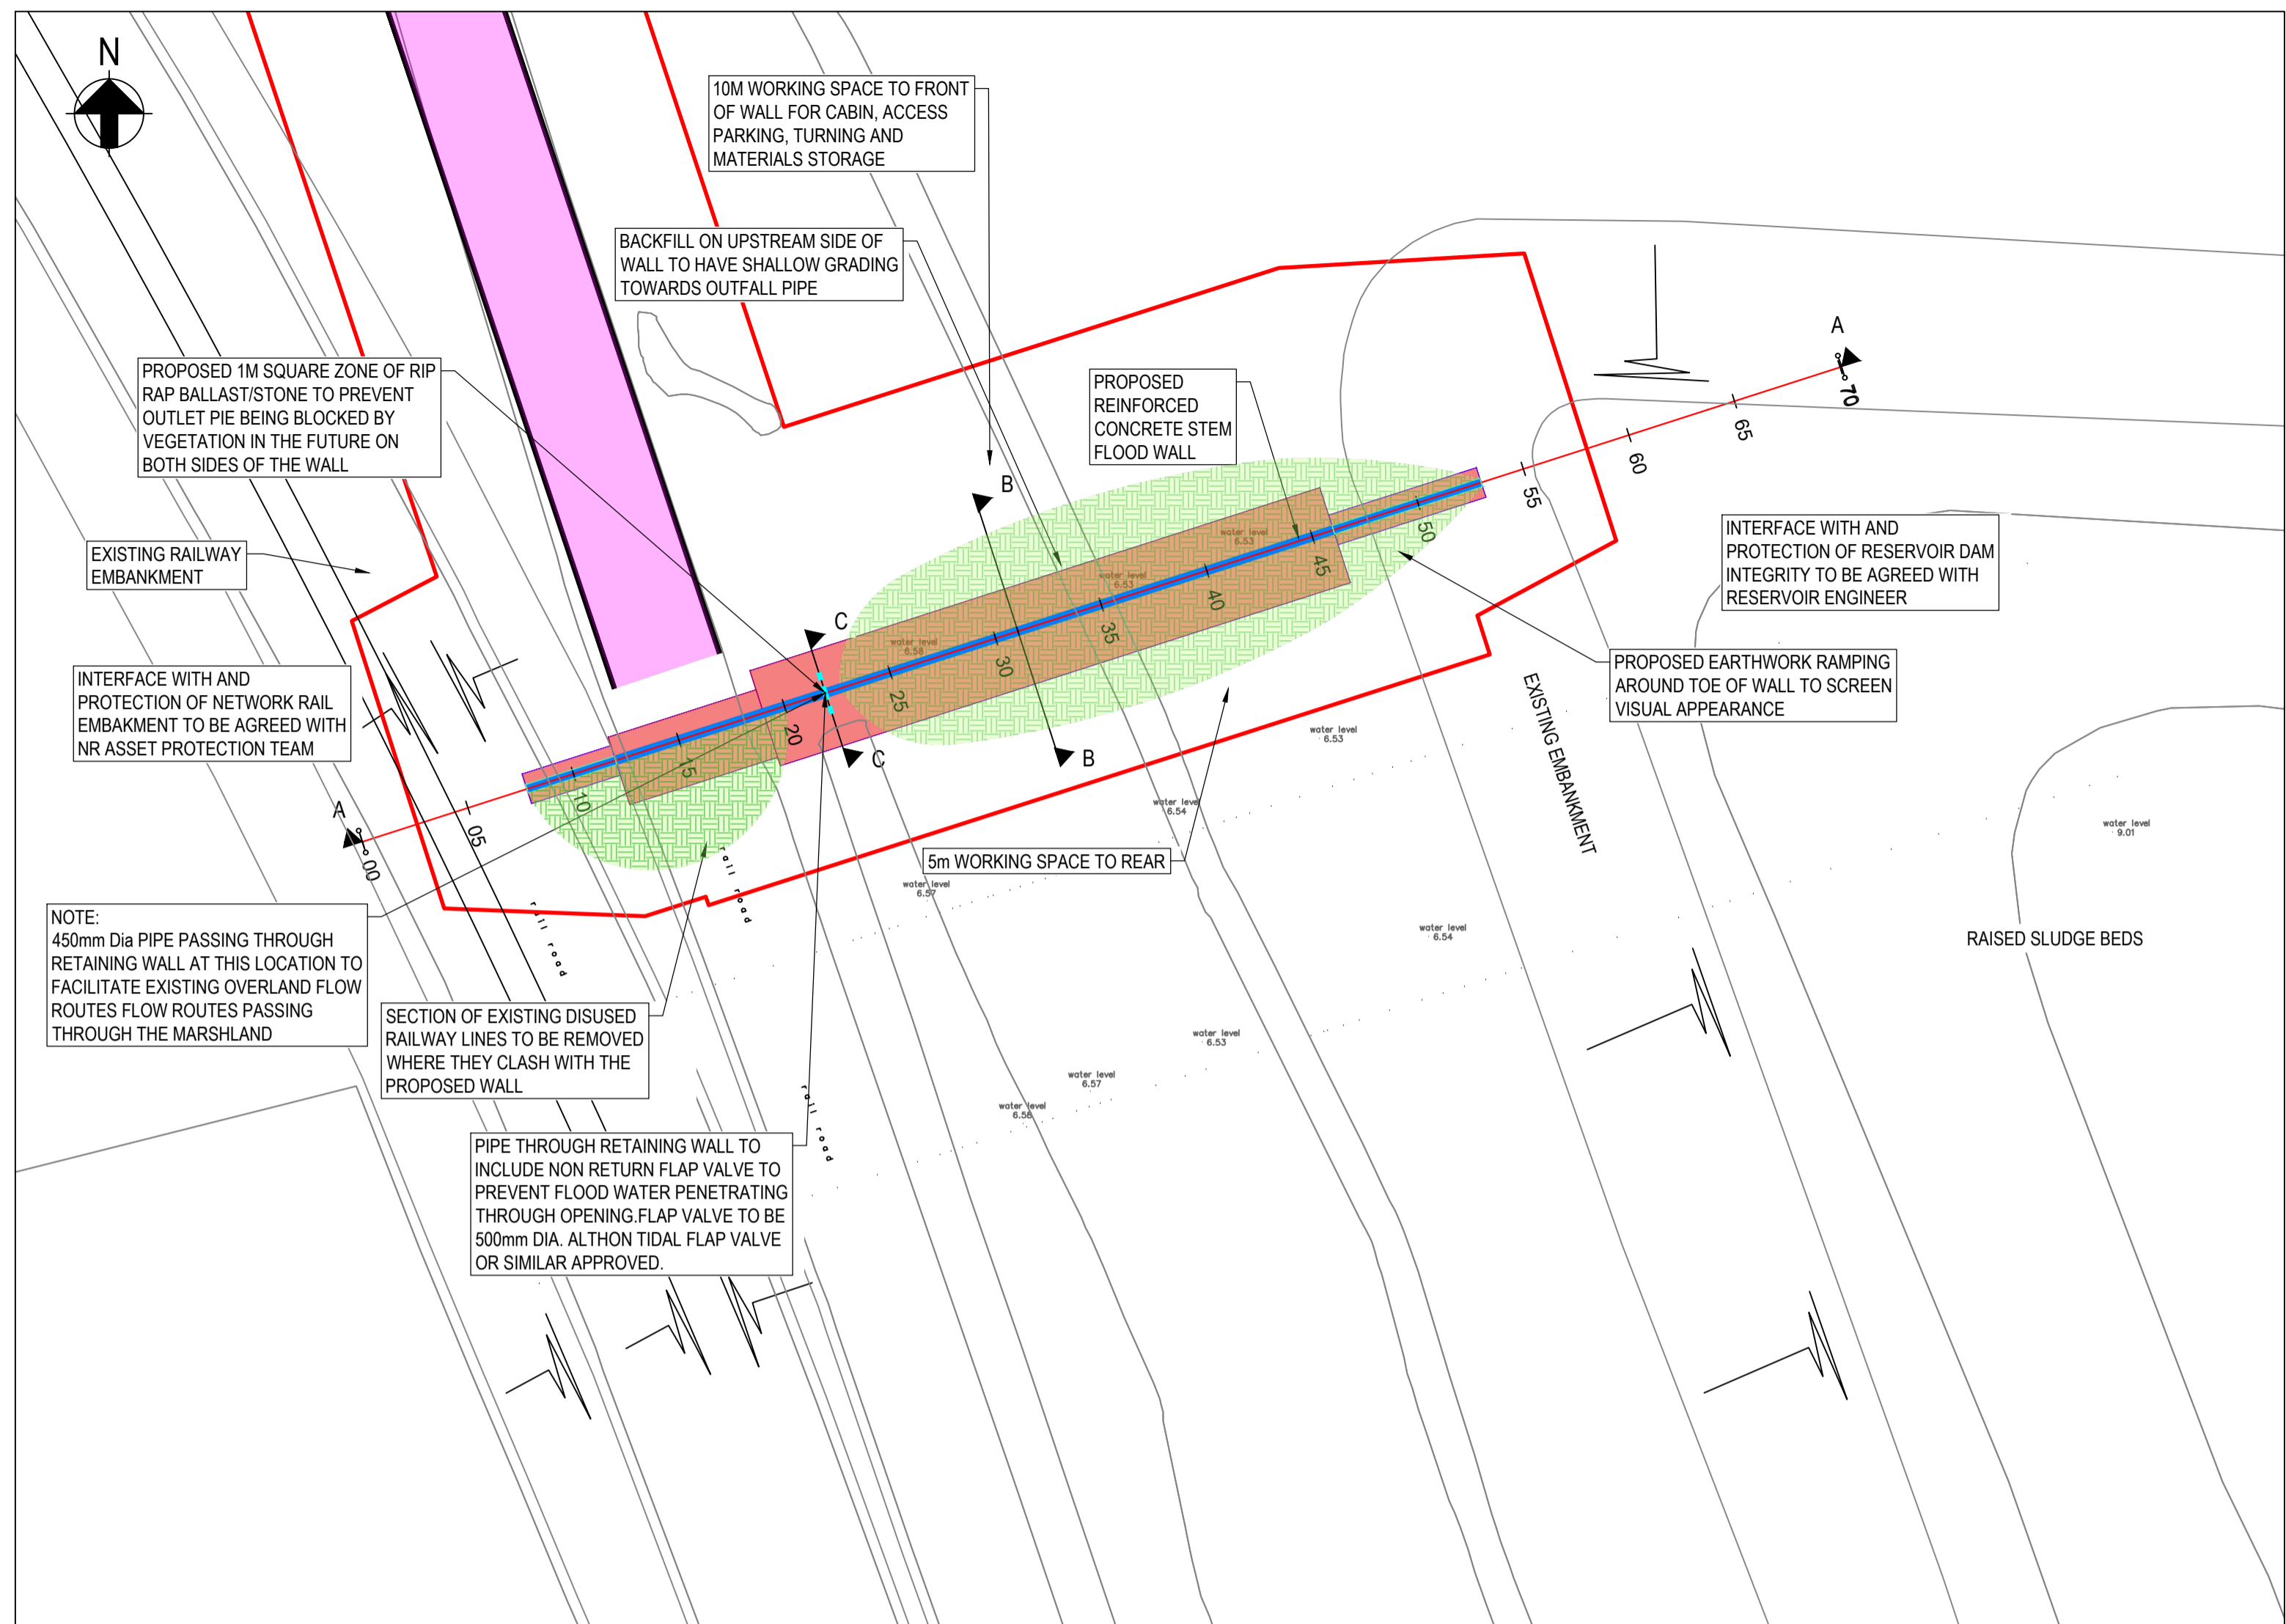 N
10M WORKING SPACE TO FRONT
OF WALL FOR CABIN, ACCESS
PARKING, TURNING AND
MATERIALS STORAGE
BACKFILL ON UPSTREAM SIDE OF
WALL TO HAVE SHALLOW GRADING
TOWARDS OUTFALL PIPE
PROPOSED 1M SQUARE ZONE OF RIP
RAP BALLAST/STONE TO PREVENT
OUTLET PIE BEING BLOCKED BY
VEGETATION IN THE FUTURE ON
BOTH SIDES OF THE WALL
PROPOSED
REINFORCED
CONCRETE STEM
FLOOD WALL
A
70
65
60
55
50
45
40
35
30
25
20
15
10
05
00
A
B
B
C
C
water level
6.53
water level
6.53
water level
6.58
EXISTING RAILWAY
EMBANKMENT
INTERFACE WITH AND
PROTECTION OF RESERVOIR DAM
INTEGRITY TO BE AGREED WITH
RESERVOIR ENGINEER
PROPOSED EARTHWORK RAMPING
AROUND TOE OF WALL TO SCREEN
VISUAL APPEARANCE
INTERFACE WITH AND
PROTECTION OF NETWORK RAIL
EMBAKMENT TO BE AGREED WITH
NR ASSET PROTECTION TEAM
EXISTING EMBANKMENT
water level
6.53
water level
6.54
water level
9.01
5m WORKING SPACE TO REAR
water level
6.57
rail road
rail road
NOTE:
450mm Dia PIPE PASSING THROUGH
RETAINING WALL AT THIS LOCATION TO
FACILITATE EXISTING OVERLAND FLOW
ROUTES FLOW ROUTES PASSING
THROUGH THE MARSHLAND
water level
6.54
RAISED SLUDGE BEDS
SECTION OF EXISTING DISUSED
RAILWAY LINES TO BE REMOVED
WHERE THEY CLASH WITH THE
PROPOSED WALL
water level
6.53
water level
6.57
water level
rail road
PIPE THROUGH RETAINING WALL TO
INCLUDE NON RETURN FLAP VALVE TO
PREVENT FLOOD WATER PENETRATING
THROUGH OPENING.FLAP VALVE TO BE
500mm DIA. ALTHON TIDAL FLAP VALVE
OR SIMILAR APPROVED.